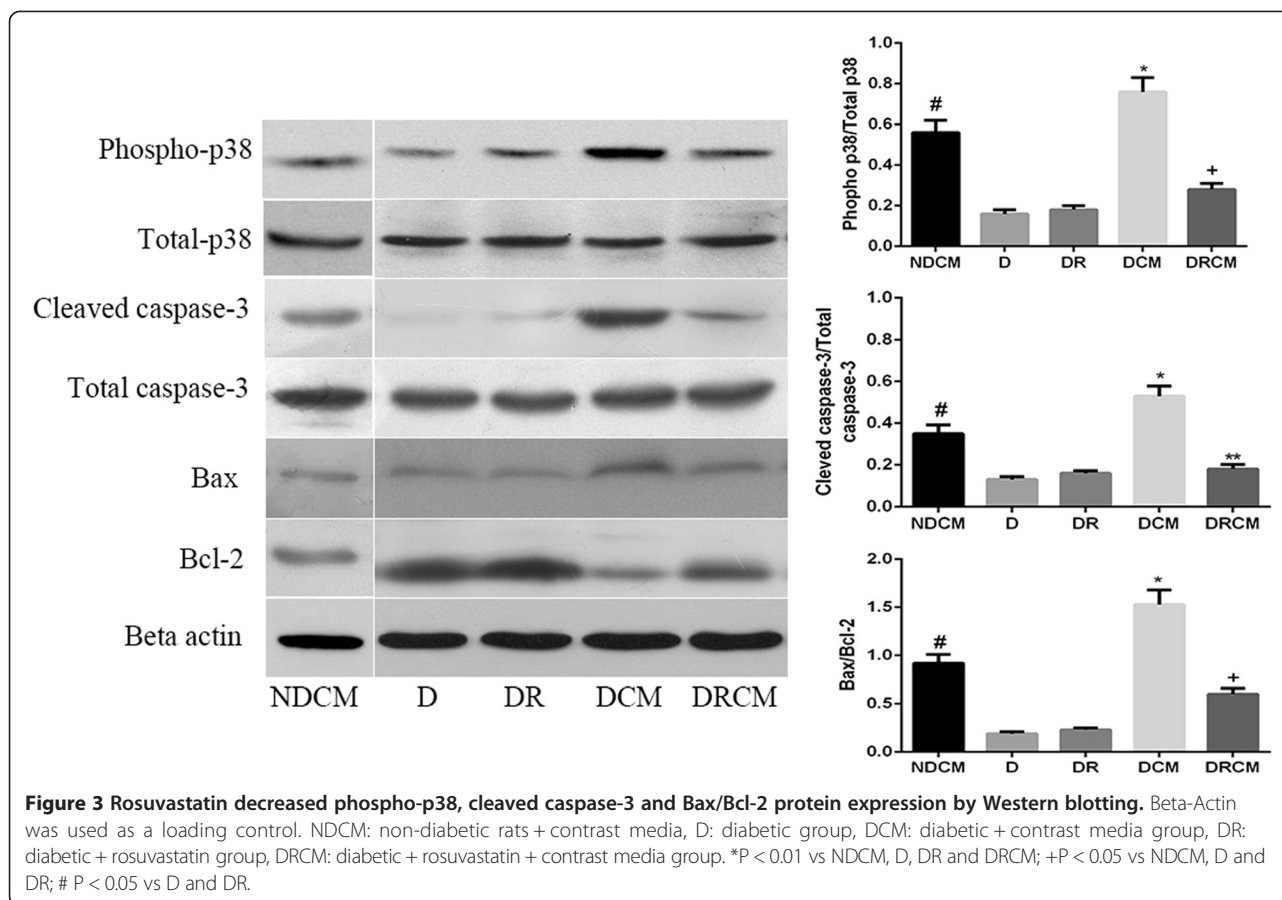 Phospho-p38
Total-p38
Cleaved caspase-3
Total caspase-3
Bax
Bcl-2
Beta actin
NDCM D DR DCM DRCM
Phopho p38/Total p38
1.0
0.8
0.6
0.4
0.2
0.0
# * +
NDCM D DR DCM DRCM
Cleved caspase-3/Total
caspase-3
1.0
0.8
0.6
0.4
0.2
0.0
# * **
NDCM D DR DCM DRCM
Bax/Bcl-2
2.0
1.5
1.0
0.5
0.0
# * +
NDCM D DR DCM DRCM
Figure 3 Rosuvastatin decreased phospho-p38, cleaved caspase-3 and Bax/Bcl-2 protein expression by Western blotting. Beta-Actin
was used as a loading control. NDCM: non-diabetic rats + contrast media, D: diabetic group, DCM: diabetic + contrast media group, DR:
diabetic + rosuvastatin group, DRCM: diabetic + rosuvastatin + contrast media group. *P < 0.01 vs NDCM, D, DR and DRCM; +P < 0.05 vs NDCM, D and
DR; # P < 0.05 vs D and DR.